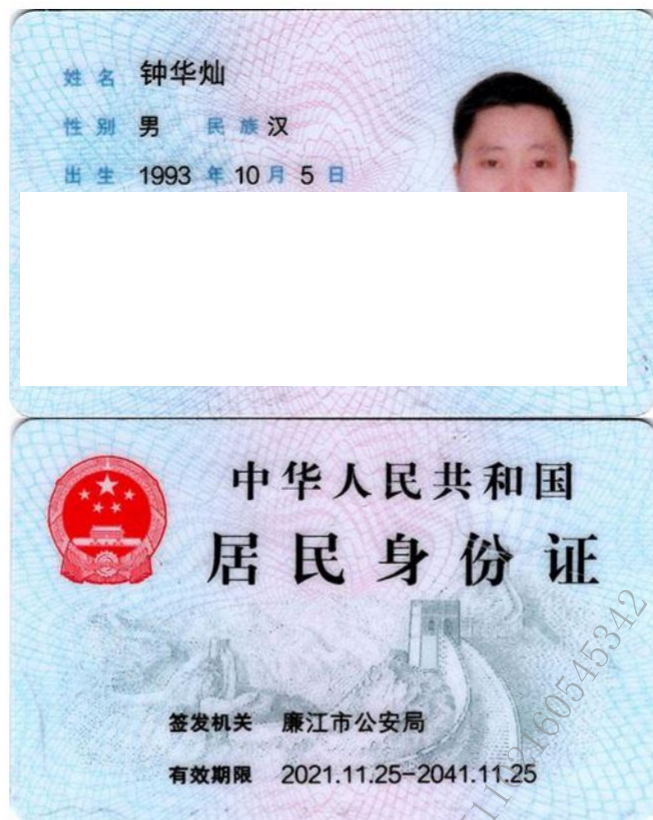 姓名 钟华灿
性别 男 民族 汉
出生 1993 年 10 月 5 日
中华人民共和国
居民身份证
签发机关 廉江市公安局
有效期限 2021.11.25-2041.11.25